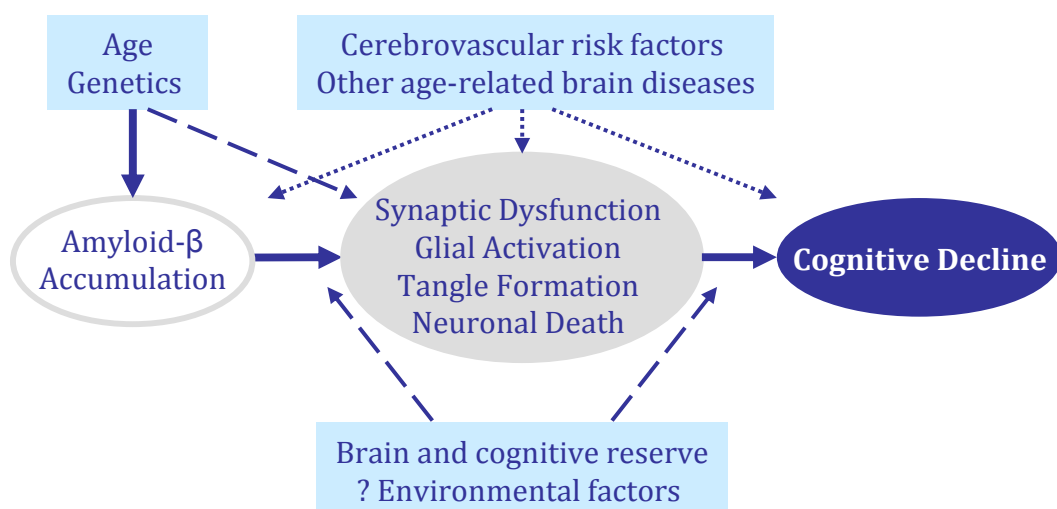 Age
Genetics
Cerebrovascular risk factors
Other age-related brain diseases
Amyloid-β
Accumulation
Synaptic Dysfunction
Glial Activation
Tangle Formation
Neuronal Death
Cognitive Decline
Brain and cognitive reserve
? Environmental factors